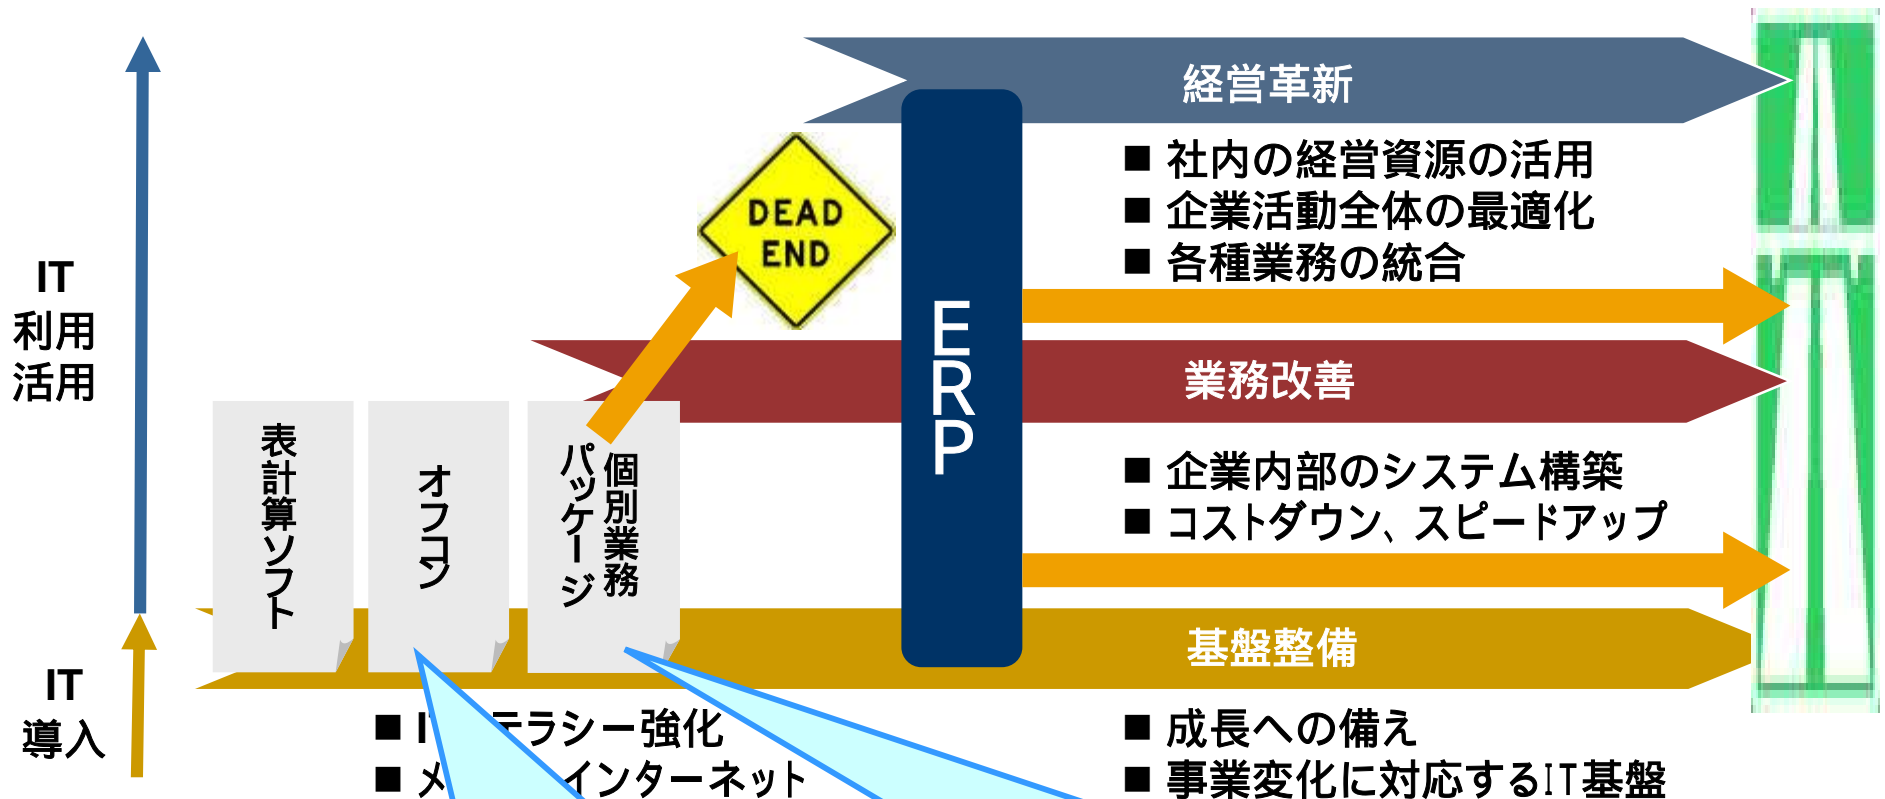 経営革新
社内の経営資源の活用
企業活動全体の最適化
各種業務の統合
DEAD
END
IT
利用
活用
ERP
業務改善
表計算ソフト
オフコン
個別業務
パッケージ
企業内部のシステム構築
コストダウン、スピードアップ
基盤整備
IT
導入
テラシー強化
インターネット
成長への備え
事業変化に対応するIT基盤